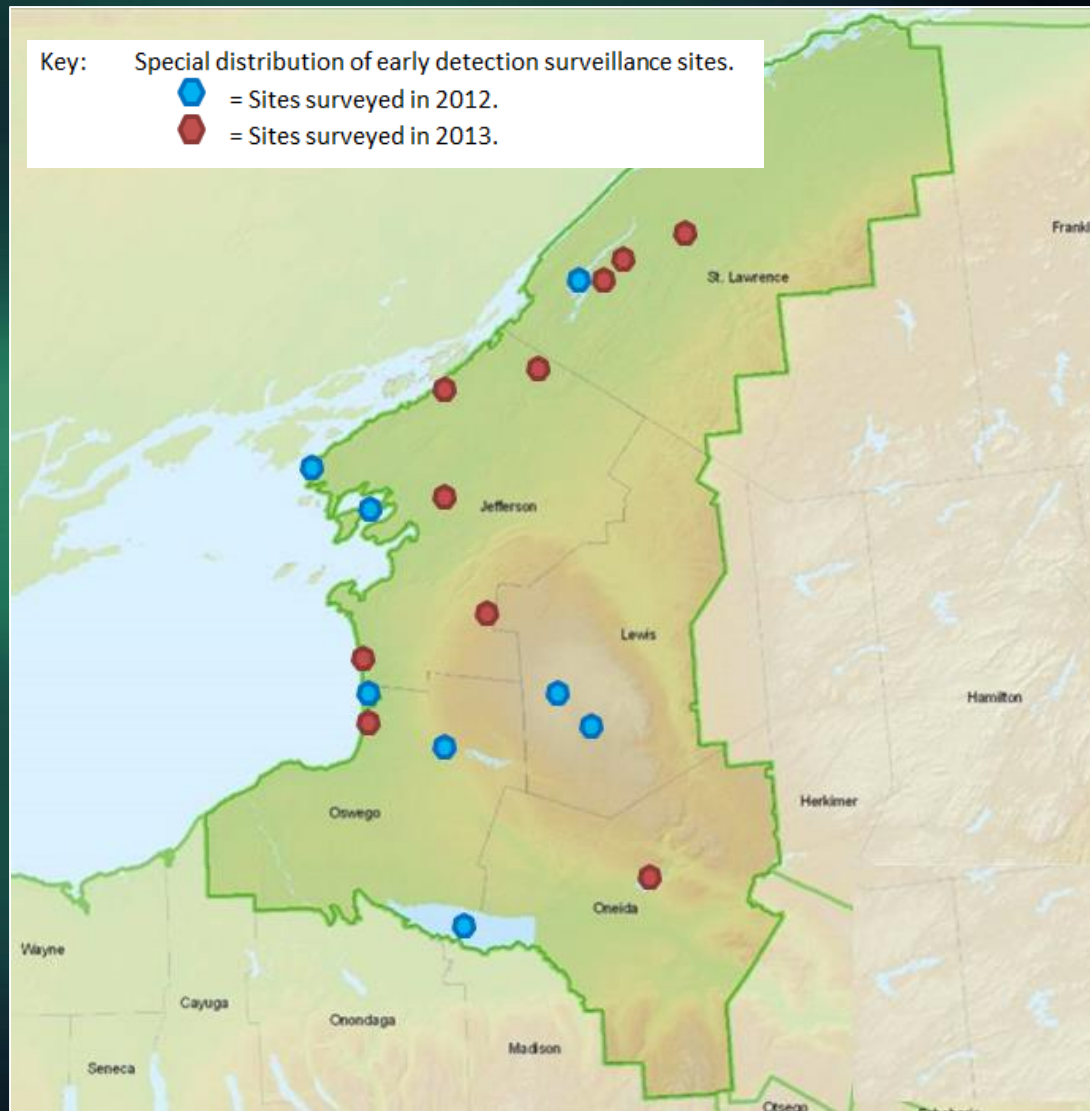 Key: Special distribution of early detection surveillance sites.
= Sites surveyed in 2012.
= Sites surveyed in 2013.
Frankl
St. Lawrence
Jefferson
Lewis
Hamilton
Herkimer
Oswego
Oneida
Wayne
Cayuga
Onondaga
Madison
Seneca
Otsego